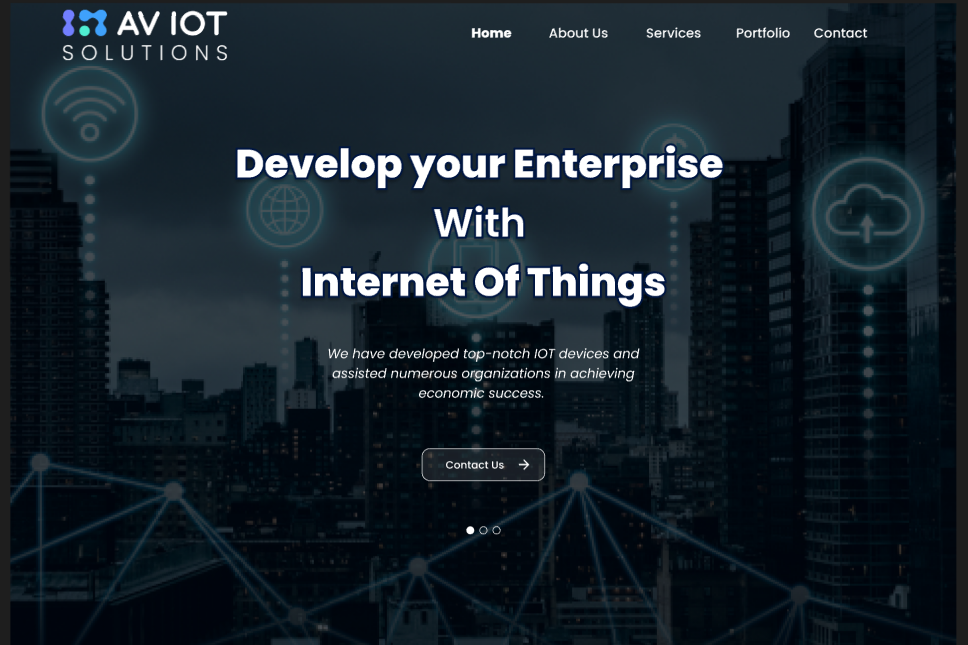 AV IOT
SOLUTIONS
Home About Us Services Portfolio Contact
Develop your Enterprise
With
Internet Of Things
We have developed top-notch IOT devices and
assisted numerous organizations in achieving
economic success.
Contact Us